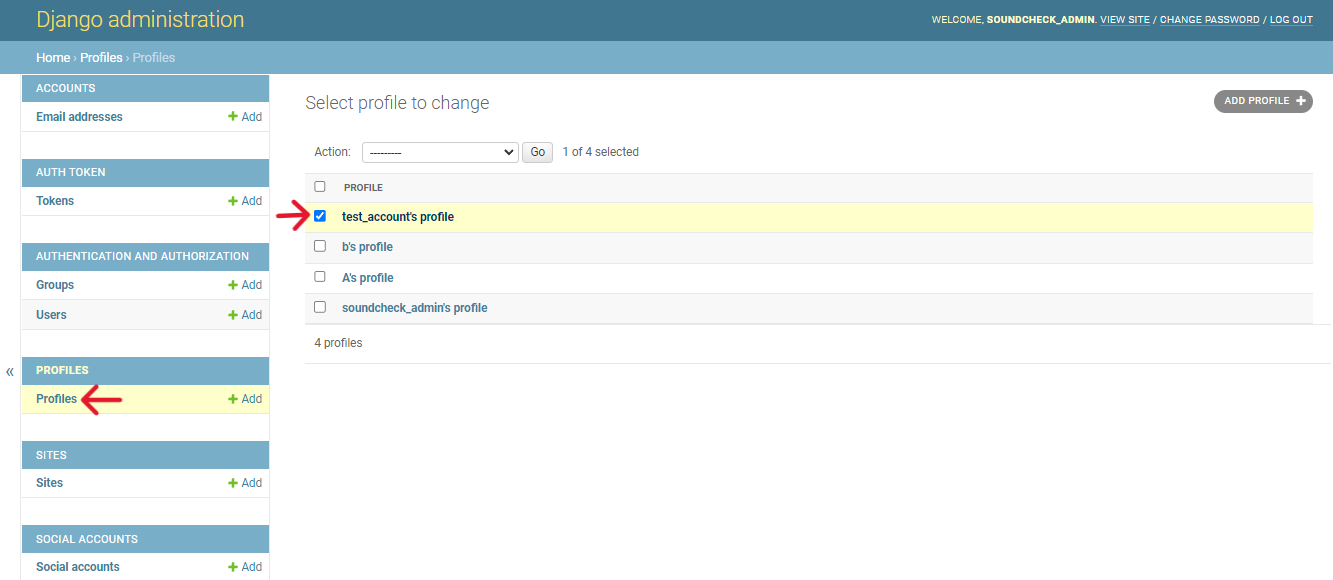 Django administration
WELCOME, SOUNDCHECK_ADMIN. VIEW SITE / CHANGE PASSWORD / LOG OUT
Home › Profiles › Profiles
ACCOUNTS
Email addresses + Add
AUTH TOKEN
Tokens + Add
AUTHENTICATION AND AUTHORIZATION
Groups + Add
Users + Add
«
PROFILES
Profiles + Add
SITES
Sites + Add
SOCIAL ACCOUNTS
Social accounts + Add
Select profile to change
ADD PROFILE +
Action: --------- Go 1 of 4 selected
PROFILE
test_account's profile
b's profile
A's profile
soundcheck_admin's profile
4 profiles